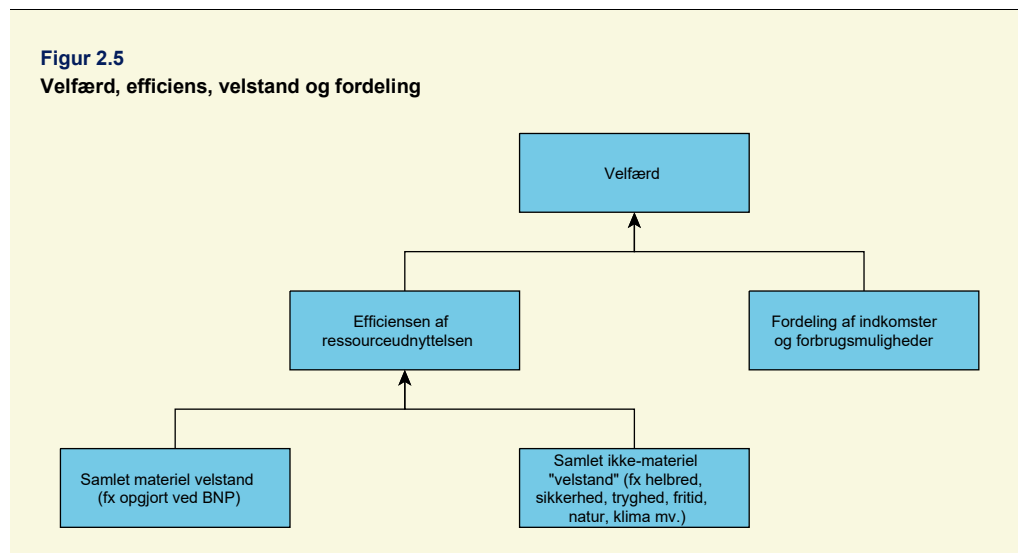 Figur 2.5
Velfærd, efficiens, velstand og fordeling
Velfærd
Efficiensen af
ressourceudnyttelsen
Fordeling af indkomster
og forbrugsmuligheder
Samlet materiel velstand
(fx opgjort ved BNP)
Samlet ikke-materiel
"velstand" (fx helbred,
sikkerhed, tryghed, fritid,
natur, klima mv.)